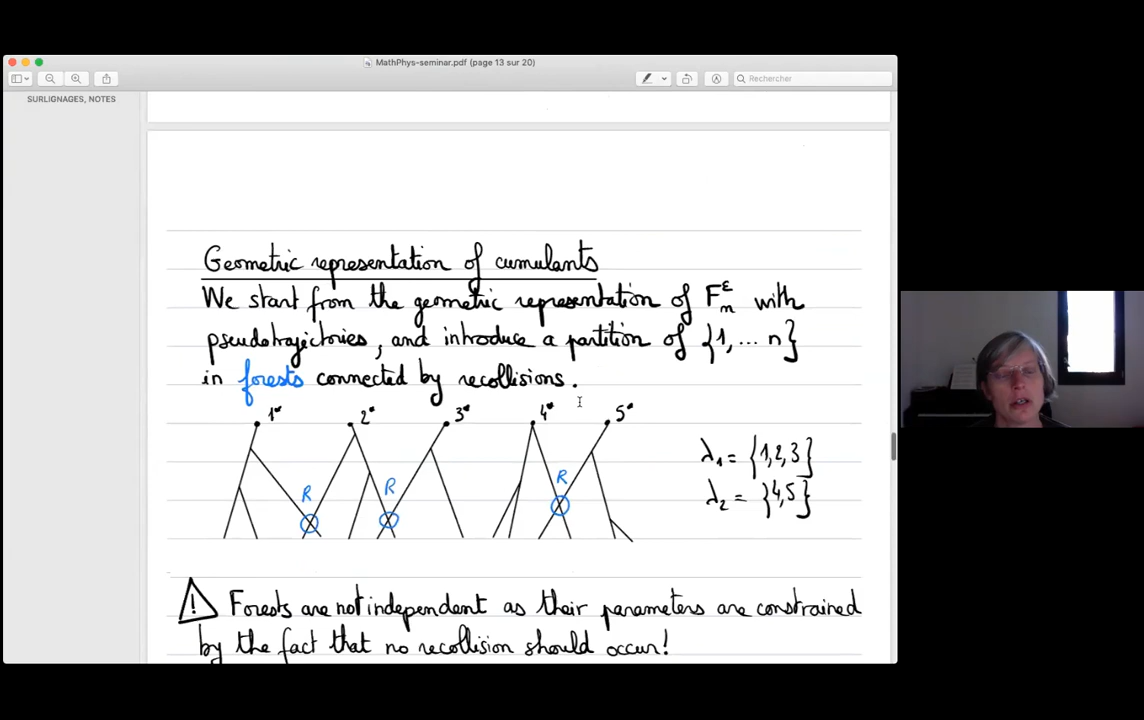 MathPhys-seminar.pdf (page 13 sur 20)
Rechercher
SURLIGNAGES, NOTES
Geometric representation of cumulants
We start from the geometric representation of F_n^ε with
pseudotrajectories, and introduce a partition of {1, ... n}
in forests connected by recollisions.
1* 2* 3* 4* 5*
R R R
λ₁ = {1,2,3}
λ₂ = {4,5}
! Forests are not independent as their parameters are constrained
by the fact that no recollision should occur!